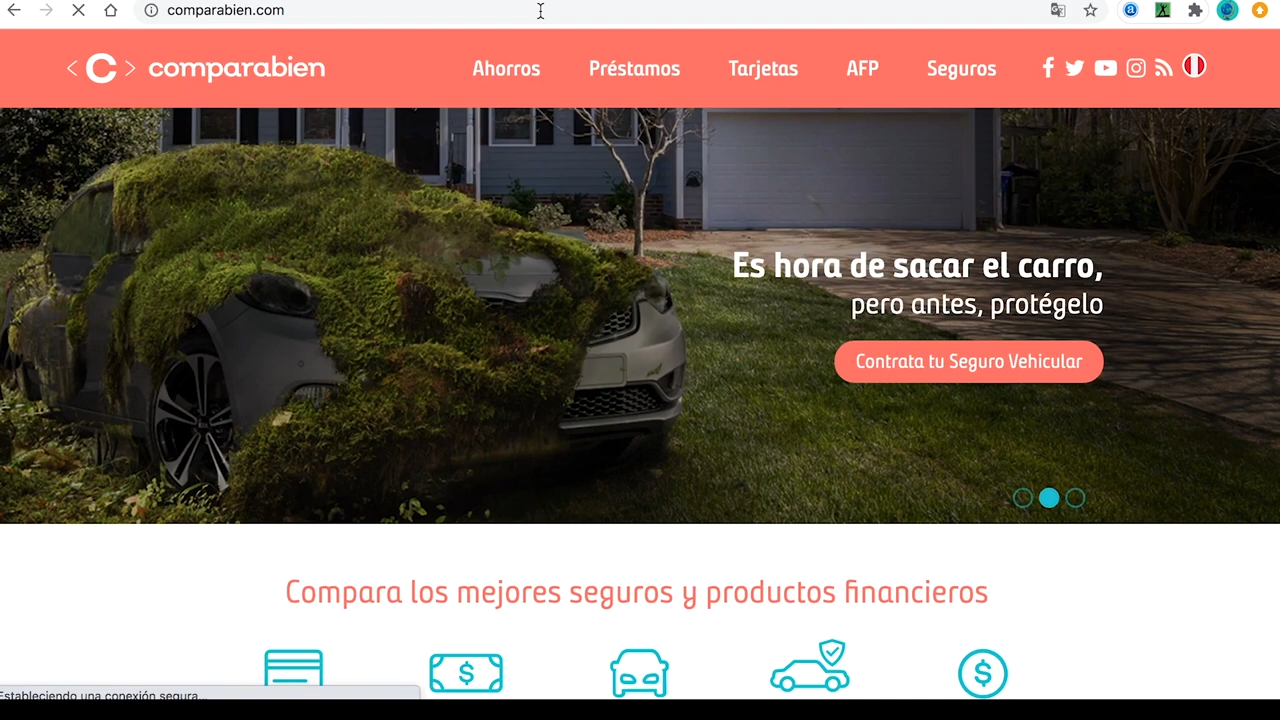 comparabien.com
< C > comparabien
Ahorros Préstamos Tarjetas AFP Seguros
Es hora de sacar el carro,
pero antes, protégelo
Contrata tu Seguro Vehicular
Compara los mejores seguros y productos financieros
Estableciendo una conexión segura...